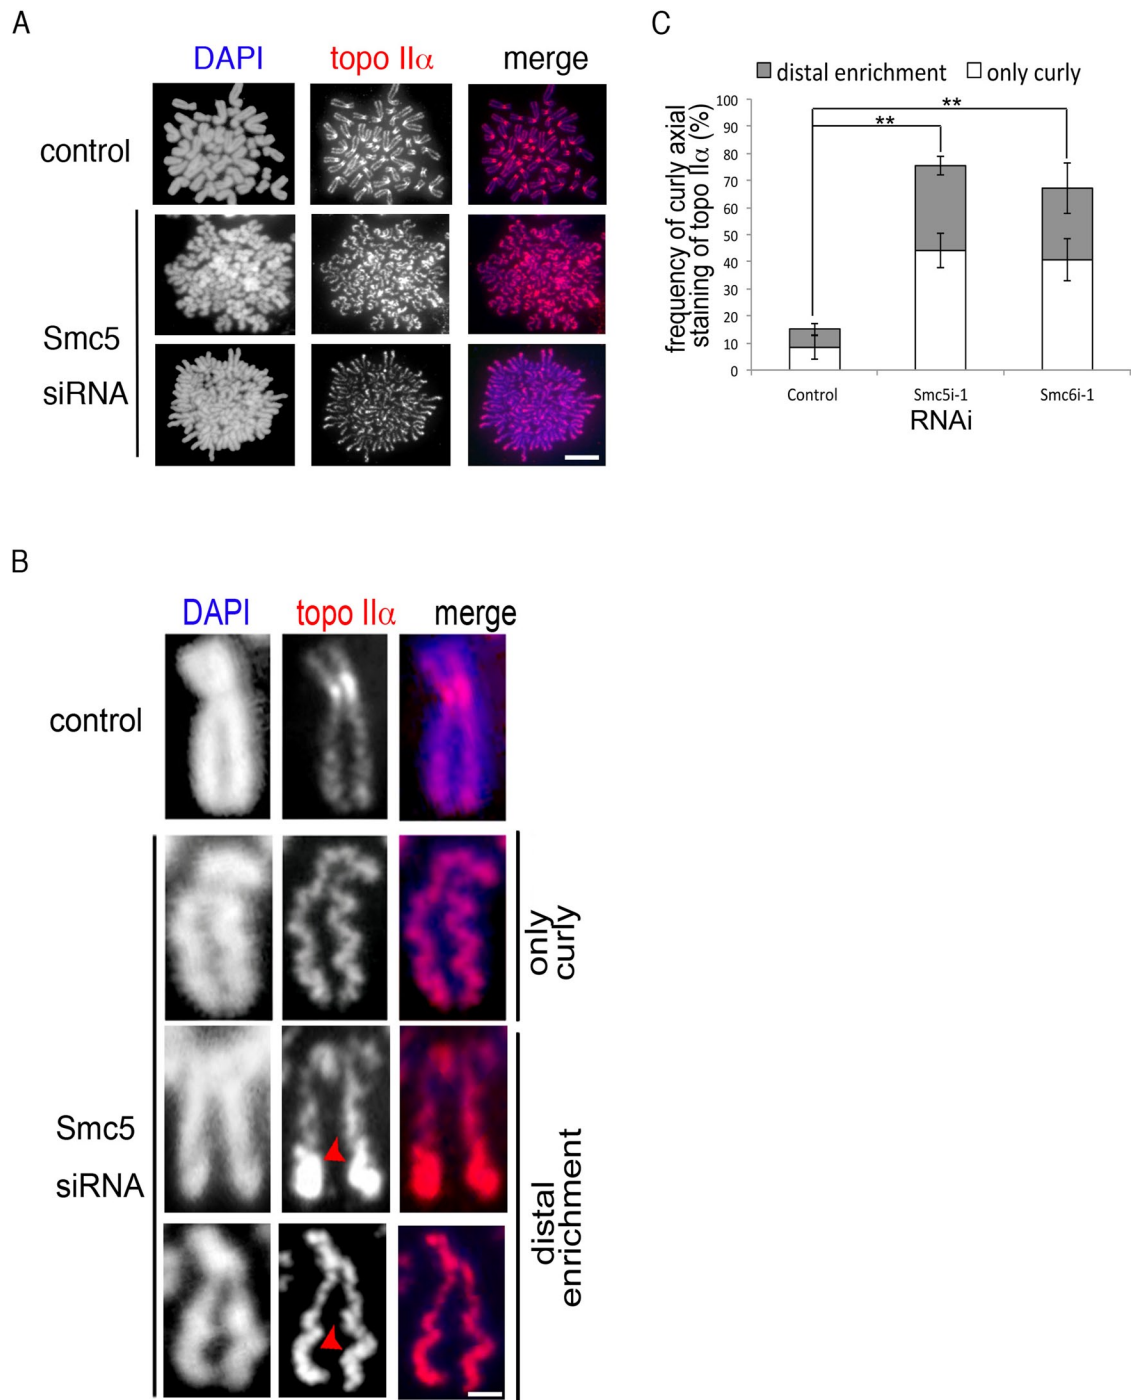 A
DAPI
topo IIα
merge
control
Smc5
siRNA
C
distal enrichment
only curly
frequency of curly axial
staining of topo IIα (%)
100
90
80
70
60
50
40
30
20
10
0
**
**
Control
Smc5i-1
Smc6i-1
RNAi
B
DAPI
topo IIα
merge
control
only
curly
Smc5
siRNA
distal
enrichment